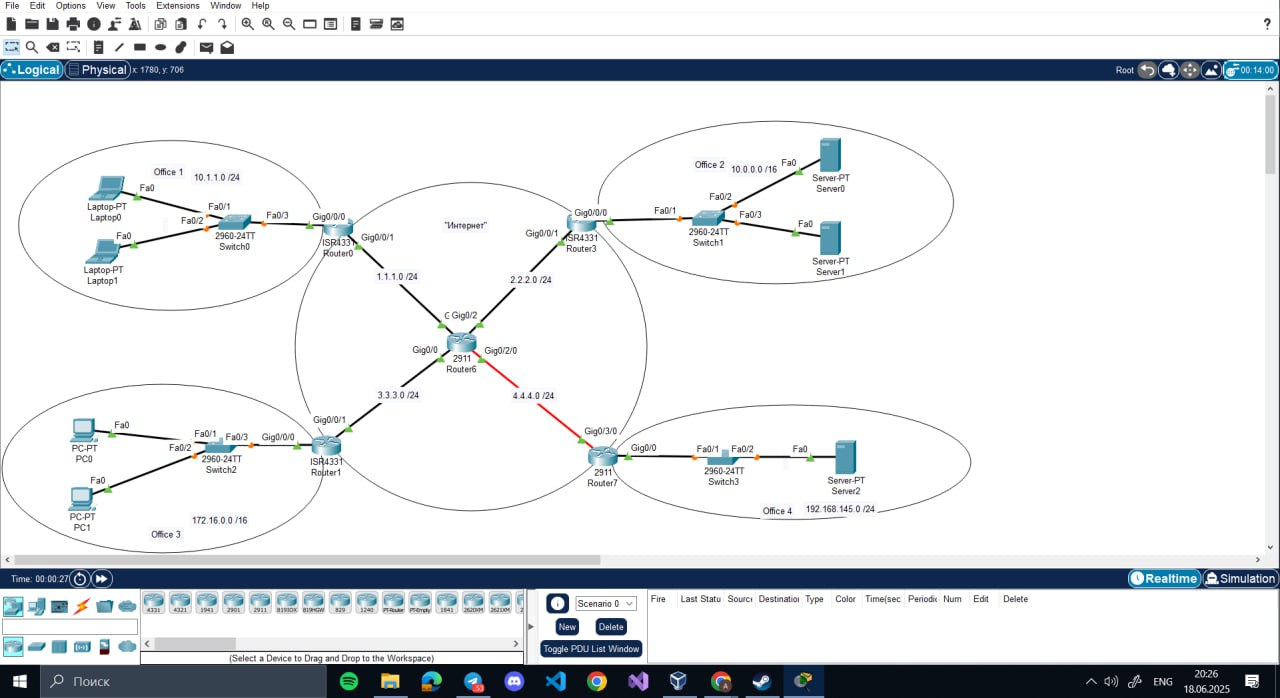 File Edit Options View Tools Extensions Window Help
?
Logical Physical x: 1780, y: 706
Root 00:14:00
Office 1 10.1.1.0 /24
Fa0
Laptop-PT
Laptop0
Fa0/1
Fa0/2
Fa0/3
Fa0
Laptop-PT
Laptop1
2960-24TT
Switch0
Gig0/0/0
Gig0/0/1
ISR4331
Router0
"Интернет"
Office 2 10.0.0.0 /16
Fa0
Server-PT
Server0
Gig0/0/0
Gig0/0/1
ISR4331
Router3
Fa0/1
Fa0/2
Fa0/3
2960-24TT
Switch1
Fa0
Server-PT
Server1
1.1.1.0 /24
2.2.2.0 /24
Gig0/2
Gig0/0
Gig0/2/0
2911
Router6
3.3.3.0 /24
4.4.4.0 /24
Fa0
PC-PT
PC0
Fa0/1
Fa0/2
Fa0/3
2960-24TT
Switch2
Gig0/0/0
Gig0/0/1
ISR4331
Router1
Fa0
PC-PT
PC1
172.16.0.0 /16
Office 3
Gig0/3/0
Gig0/0
2911
Router7
Fa0/1
Fa0/2
2960-24TT
Switch3
Fa0
Server-PT
Server2
Office 4 192.168.145.0 /24
Time: 00:00:27
Realtime Simulation
4331 4321 1941 2901 2911 819IOX 819HGW 829 1240 PT-Router PT-Empty 1841 2620XM 2621XM
(Select a Device to Drag and Drop to the Workspace)
Scenario 0
New Delete
Toggle PDU List Window
Fire Last Statu Source Destinatio Type Color Time(sec Periodic Num Edit Delete
Поиск
53
ENG
20:26
18.06.2025